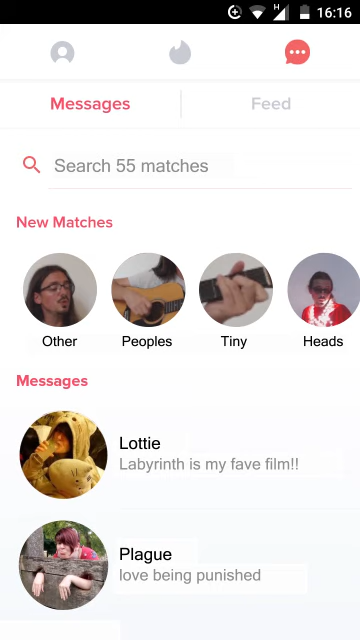 H
16:16
Messages
Feed
Search 55 matches
New Matches
Other
Peoples
Tiny
Heads
Messages
Lottie
Labyrinth is my fave film!!
Plague
love being punished